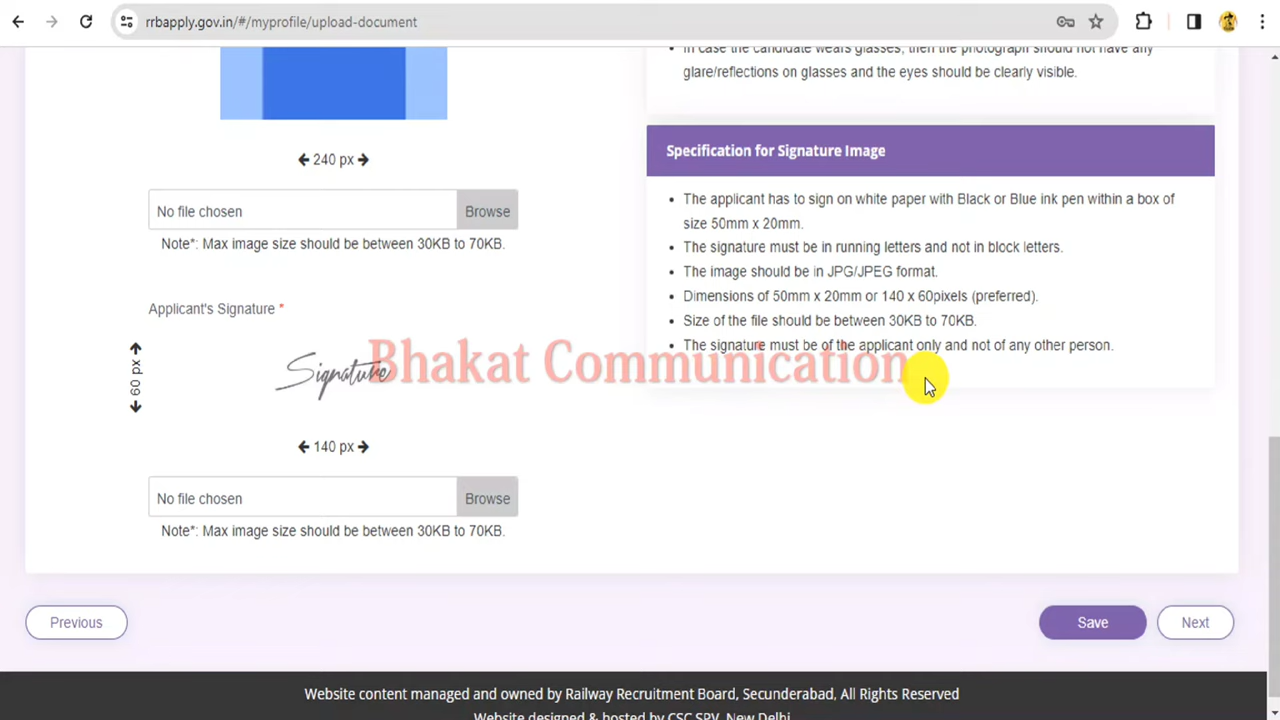 rrbapply.gov.in/#/myprofile/upload-document
In case the candidate wears glasses, then the photograph should not have any
glare/reflections on glasses and the eyes should be clearly visible.
240 px
No file chosen Browse
Note*: Max image size should be between 30KB to 70KB.
Specification for Signature Image
The applicant has to sign on white paper with Black or Blue ink pen within a box of
size 50mm x 20mm.
The signature must be in running letters and not in block letters.
The image should be in JPG/JPEG format.
Dimensions of 50mm x 20mm or 140 x 60pixels (preferred).
Size of the file should be between 30KB to 70KB.
The signature must be of the applicant only and not of any other person.
Applicant's Signature *
60 px
Signature
Bhakat Communication
140 px
No file chosen Browse
Note*: Max image size should be between 30KB to 70KB.
Previous
Save
Next
Website content managed and owned by Railway Recruitment Board, Secunderabad, All Rights Reserved
Website designed & hosted by CSC SPV, New Delhi